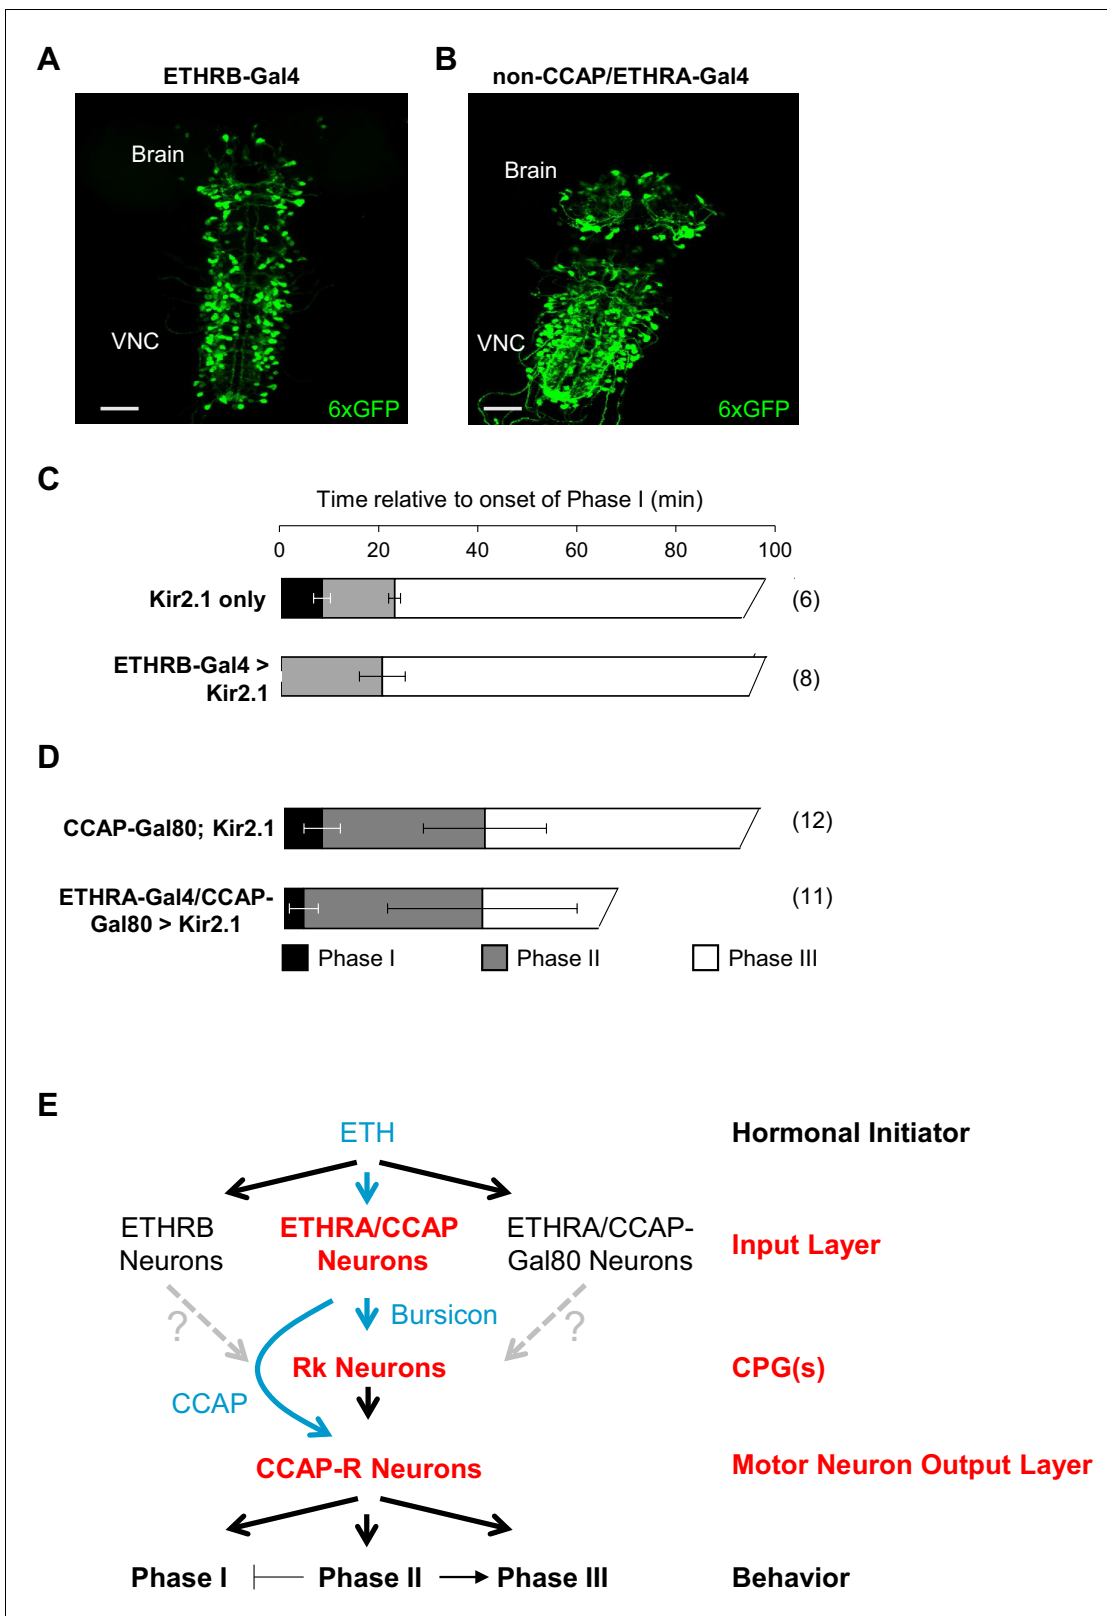 A
ETHRB-Gal4
Brain
VNC
6xGFP
B
non-CCAP/ETHRA-Gal4
Brain
VNC
6xGFP
C
Time relative to onset of Phase I (min)
0 20 40 60 80 100
Kir2.1 only
(6)
ETHRB-Gal4 >
Kir2.1
(8)
D
CCAP-Gal80; Kir2.1
(12)
ETHRA-Gal4/CCAP-
Gal80 > Kir2.1
(11)
Phase I
Phase II
Phase III
E
ETH
Hormonal Initiator
ETHRB
Neurons
ETHRA/CCAP
Neurons
ETHRA/CCAP-
Gal80 Neurons
Input Layer
?
Bursicon
?
Rk Neurons
CPG(s)
CCAP
CCAP-R Neurons
Motor Neuron Output Layer
Phase I
Phase II
Phase III
Behavior